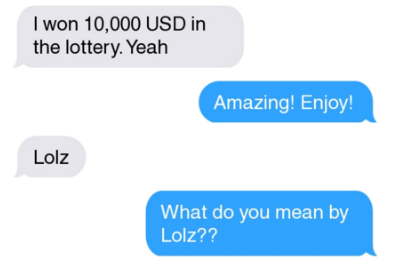 I won 10,000 USD in
the lottery. Yeah
Amazing! Enjoy!
Lolz
What do you mean by
Lolz??